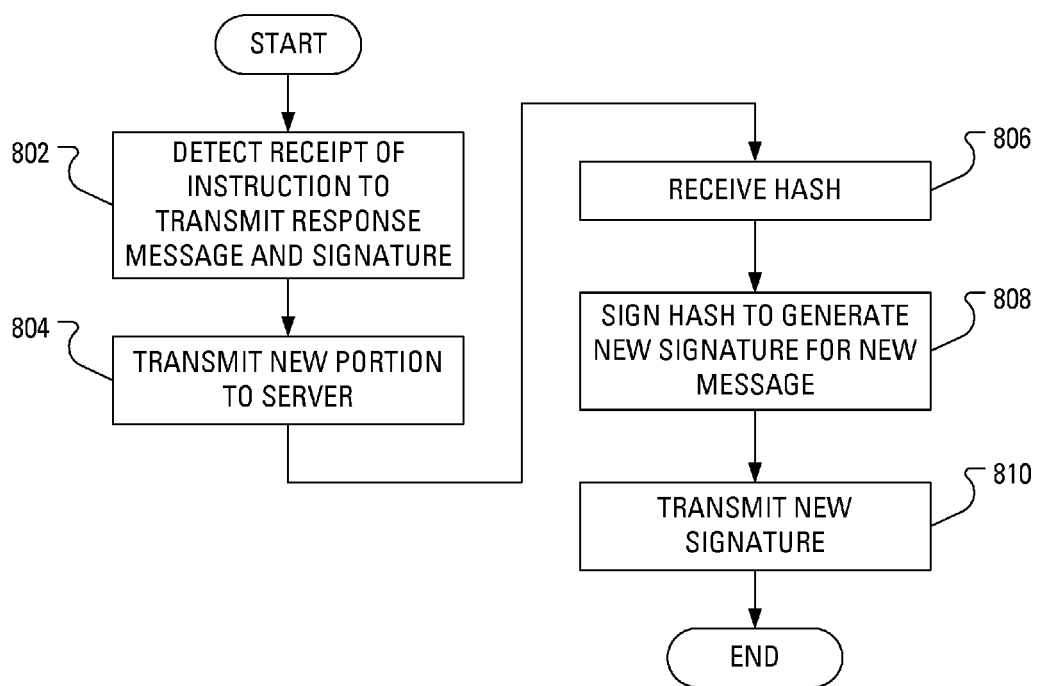 START
802
DETECT RECEIPT OF
INSTRUCTION TO
TRANSMIT RESPONSE
MESSAGE AND SIGNATURE
804
TRANSMIT NEW PORTION
TO SERVER
806
RECEIVE HASH
808
SIGN HASH TO GENERATE
NEW SIGNATURE FOR NEW
MESSAGE
810
TRANSMIT NEW
SIGNATURE
END